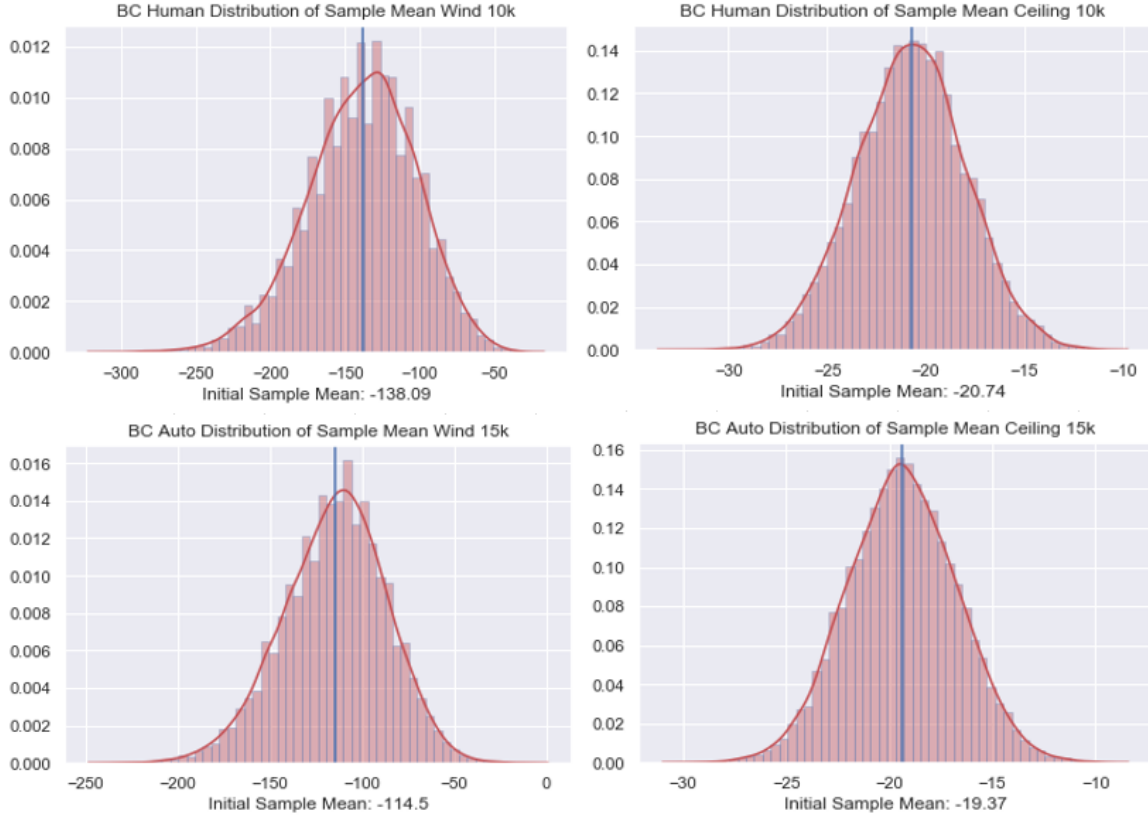 BC Human Distribution of Sample Mean Wind 10k
0.012
0.010
0.008
0.006
0.004
0.002
0.000
−300 −250 −200 −150 −100 −50
Initial Sample Mean: -138.09
BC Human Distribution of Sample Mean Ceiling 10k
0.14
0.12
0.10
0.08
0.06
0.04
0.02
0.00
−30 −25 −20 −15 −10
Initial Sample Mean: -20.74
BC Auto Distribution of Sample Mean Wind 15k
0.016
0.014
0.012
0.010
0.008
0.006
0.004
0.002
0.000
−250 −200 −150 −100 −50 0
Initial Sample Mean: -114.5
BC Auto Distribution of Sample Mean Ceiling 15k
0.16
0.14
0.12
0.10
0.08
0.06
0.04
0.02
0.00
−30 −25 −20 −15 −10
Initial Sample Mean: -19.37